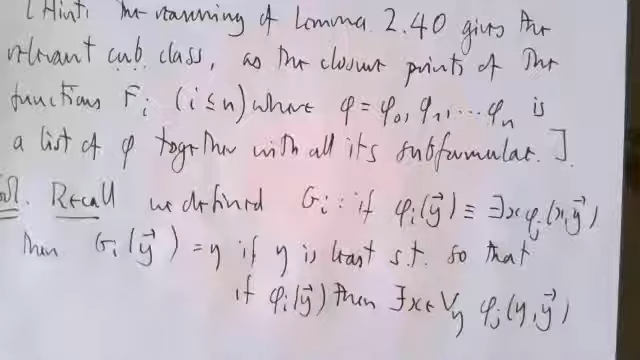 [Hint: The reasoning of Lemma 2.40 gives the
relevant cub class, as the closure points of the
functions Fᵢ (i ≤ n) where φ = φ₀, φ₁, ... φₙ is
a list of φ together with all its subformulae.].
Sol. Recall we defined Gᵢ: if φᵢ(y⃗) ≡ ∃xφⱼ(x,y⃗)
then Gᵢ(y⃗) = η if η is least s.t. so that
if φᵢ(y⃗) then ∃x∈V_η φⱼ(η,y⃗)